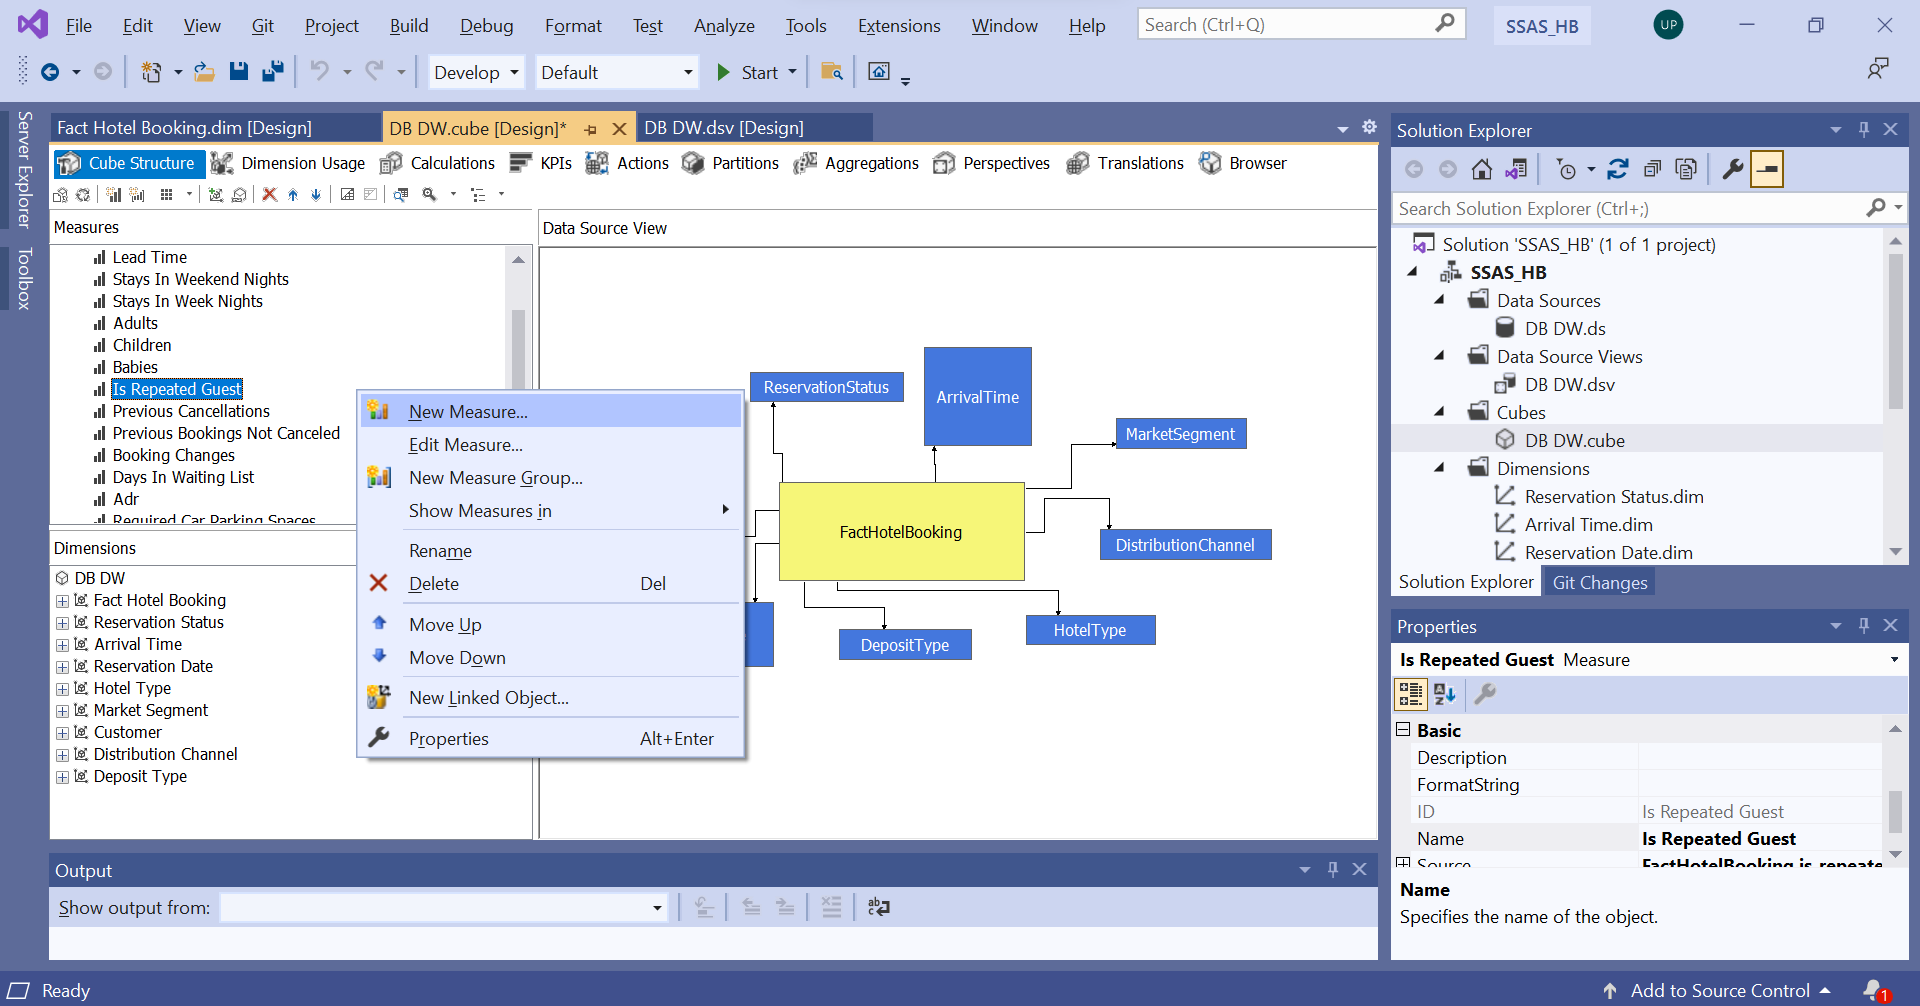 File Edit View Git Project Build Debug Format Test Analyze Tools Extensions Window Help Search (Ctrl+Q) SSAS_HB UP
Develop Default Start
Server Explorer
Toolbox
Fact Hotel Booking.dim [Design] DB DW.cube [Design]* DB DW.dsv [Design]
Cube Structure Dimension Usage Calculations KPIs Actions Partitions Aggregations Perspectives Translations Browser
Measures
Lead Time
Stays In Weekend Nights
Stays In Week Nights
Adults
Children
Babies
Is Repeated Guest
Previous Cancellations
Previous Bookings Not Canceled
Booking Changes
Days In Waiting List
Adr
Required Car Parking Spaces
Dimensions
DB DW
Fact Hotel Booking
Reservation Status
Arrival Time
Reservation Date
Hotel Type
Market Segment
Customer
Distribution Channel
Deposit Type
New Measure...
Edit Measure...
New Measure Group...
Show Measures in
Rename
Delete Del
Move Up
Move Down
New Linked Object...
Properties Alt+Enter
Data Source View
ReservationStatus
ArrivalTime
MarketSegment
FactHotelBooking
DistributionChannel
HotelType
DepositType
Output
Show output from:
Solution Explorer
Search Solution Explorer (Ctrl+;)
Solution 'SSAS_HB' (1 of 1 project)
SSAS_HB
Data Sources
DB DW.ds
Data Source Views
DB DW.dsv
Cubes
DB DW.cube
Dimensions
Reservation Status.dim
Arrival Time.dim
Reservation Date.dim
Solution Explorer Git Changes
Properties
Is Repeated Guest Measure
Basic
Description
FormatString
ID Is Repeated Guest
Name Is Repeated Guest
Source FactHotelBooking.is_repeate
Name
Specifies the name of the object.
Ready Add to Source Control 1